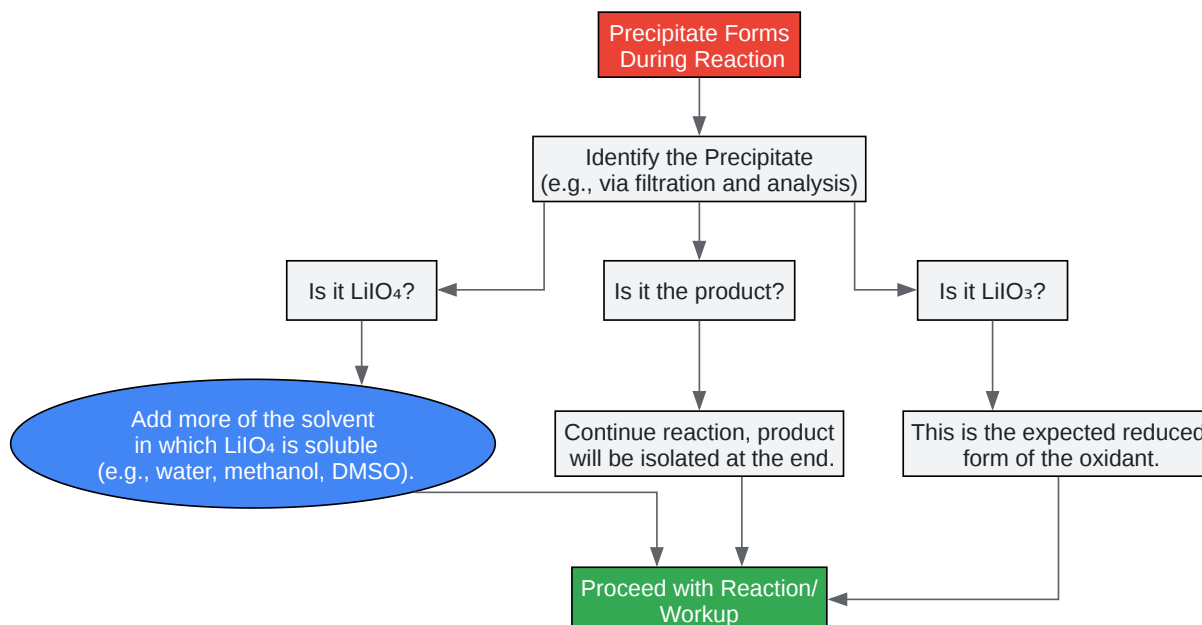 Precipitate Forms
During Reaction
Identify the Precipitate
(e.g., via filtration and analysis)
Is it LiIO₄?
Is it the product?
Is it LiIO₃?
Add more of the solvent
in which LiIO₄ is soluble
(e.g., water, methanol, DMSO).
Continue reaction, product
will be isolated at the end.
This is the expected reduced
form of the oxidant.
Proceed with Reaction/
Workup